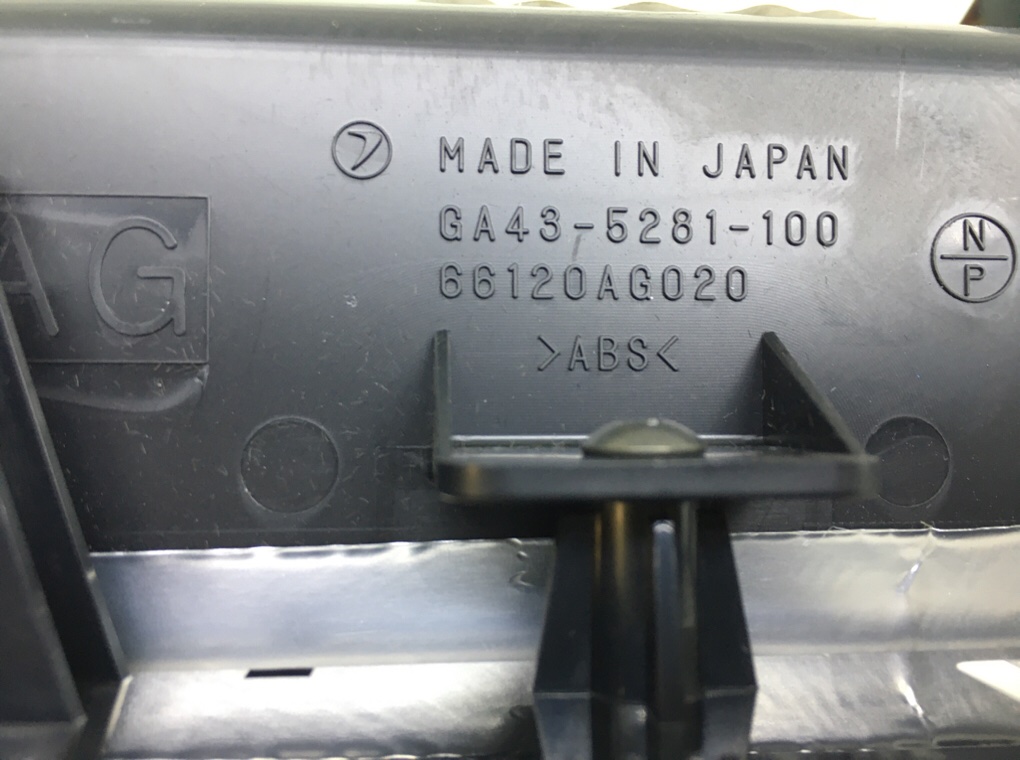 MADE IN JAPAN
GA43-5281-100
66120AG020
>ABS<
AG
N
P